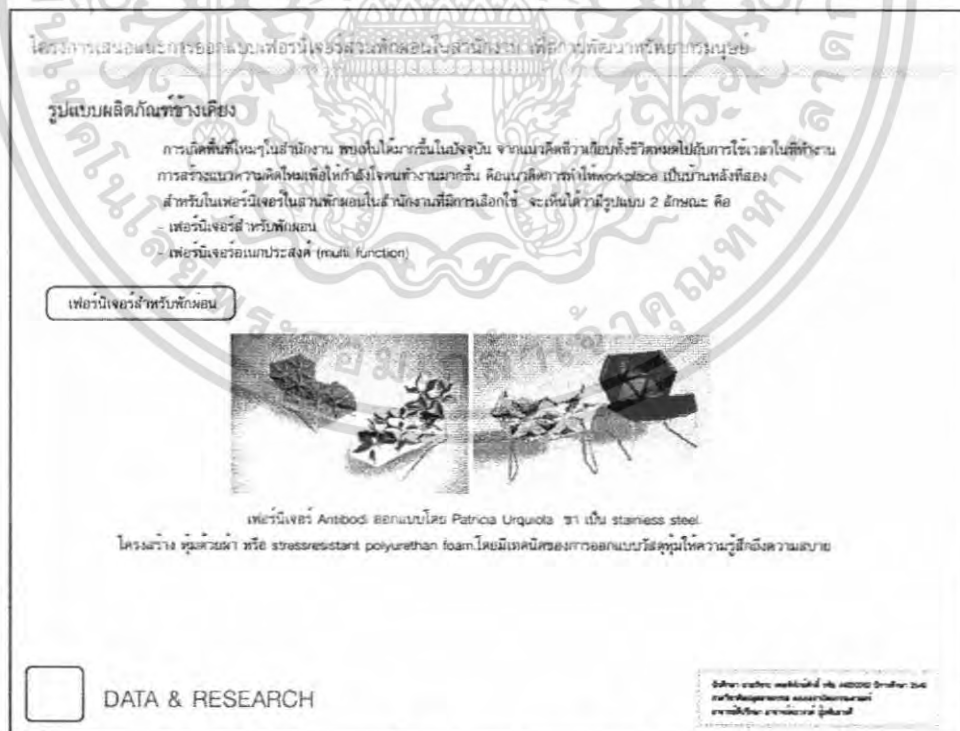 โครงการเสนอแนะการออกแบบเฟอร์นิเจอร์ส่วนพักผ่อนในสำนักงาน เพื่อการพัฒนาทรัพยากรมนุษย์
รูปแบบผลิตภัณฑ์ข้างเคียง
การเกิดพื้นที่ใหม่ๆในสำนักงาน พบเห็นได้มากขึ้นในปัจจุบัน จากแนวคิดที่ว่าเกือบทั้งชีวิตหมดไปกับการใช้เวลาในที่ทำงาน
การสร้างแนวความคิดใหม่เพื่อให้กำลังใจคนทำงานมากขึ้น คือแนวคิดการทำให้workplace เป็นบ้านหลังที่สอง
สำหรับในเฟอร์นิเจอร์ในส่วนพักผ่อนในสำนักงานที่มีการเลือกใช้ จะเห็นได้ว่ามีรูปแบบ 2 ลักษณะ คือ
- เฟอร์นิเจอร์สำหรับพักผ่อน
- เฟอร์นิเจอร์อเนกประสงค์ (multi function)
เฟอร์นิเจอร์สำหรับพักผ่อน
เฟอร์นิเจอร์ Antibodi ออกแบบโดย Patricia Urquiola ขา เป็น stainless steel
โครงสร้าง หุ้มด้วยผ้า หรือ stressresistant polyurethan foam.โดยมีเทคนิคของการออกแบบวัสดุหุ้มให้ความรู้สึกถึงความสบาย
DATA & RESEARCH